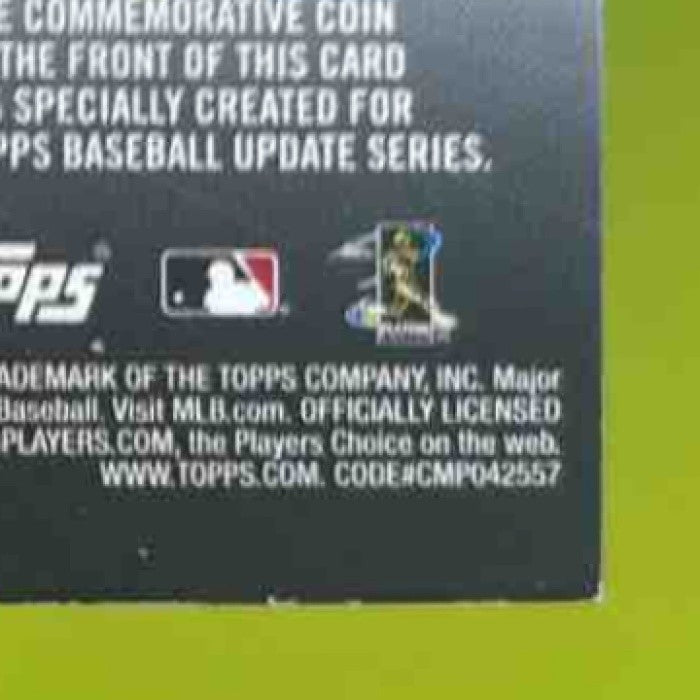 E COMMEMORATIVE COIN
THE FRONT OF THIS CARD
S SPECIALLY CREATED FOR
PPS BASEBALL UPDATE SERIES.
opps
ADEMARK OF THE TOPPS COMPANY, INC. Major
Baseball. Visit MLB.com. OFFICIALLY LICENSED
PLAYERS.COM, the Players Choice on the web.
WWW.TOPPS.COM. CODE#CMP042557